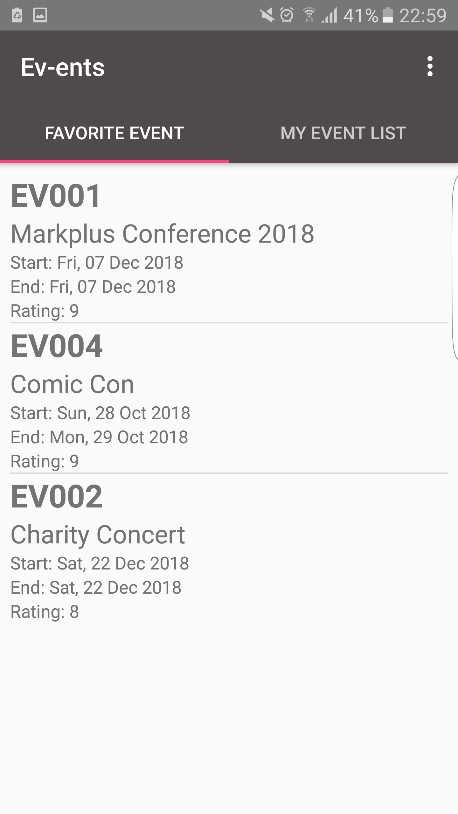 41% 22:59
Ev-ents
FAVORITE EVENT MY EVENT LIST
EV001
Markplus Conference 2018
Start: Fri, 07 Dec 2018
End: Fri, 07 Dec 2018
Rating: 9
EV004
Comic Con
Start: Sun, 28 Oct 2018
End: Mon, 29 Oct 2018
Rating: 9
EV002
Charity Concert
Start: Sat, 22 Dec 2018
End: Sat, 22 Dec 2018
Rating: 8